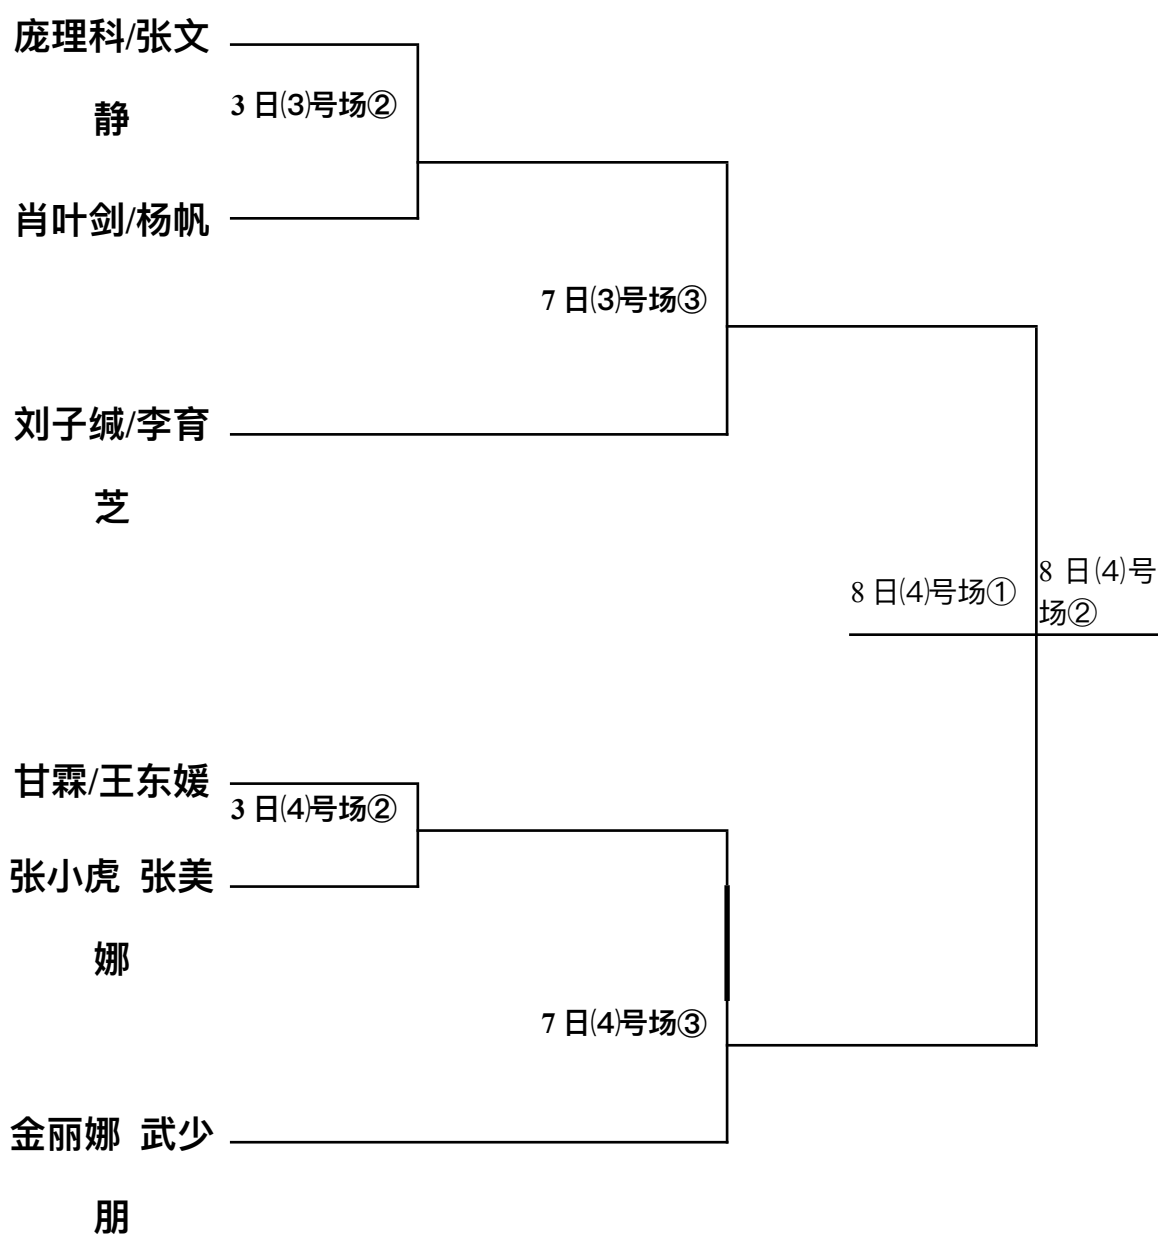 庞理科/张文
静
3 日⑶号场②
肖叶剑/杨帆
7 日⑶号场③
刘子缄/李育
芝
8 日⑷号场①
8 日⑷号
场②
甘霖/王东媛
3 日⑷号场②
张小虎 张美
娜
7 日⑷号场③
金丽娜 武少
朋